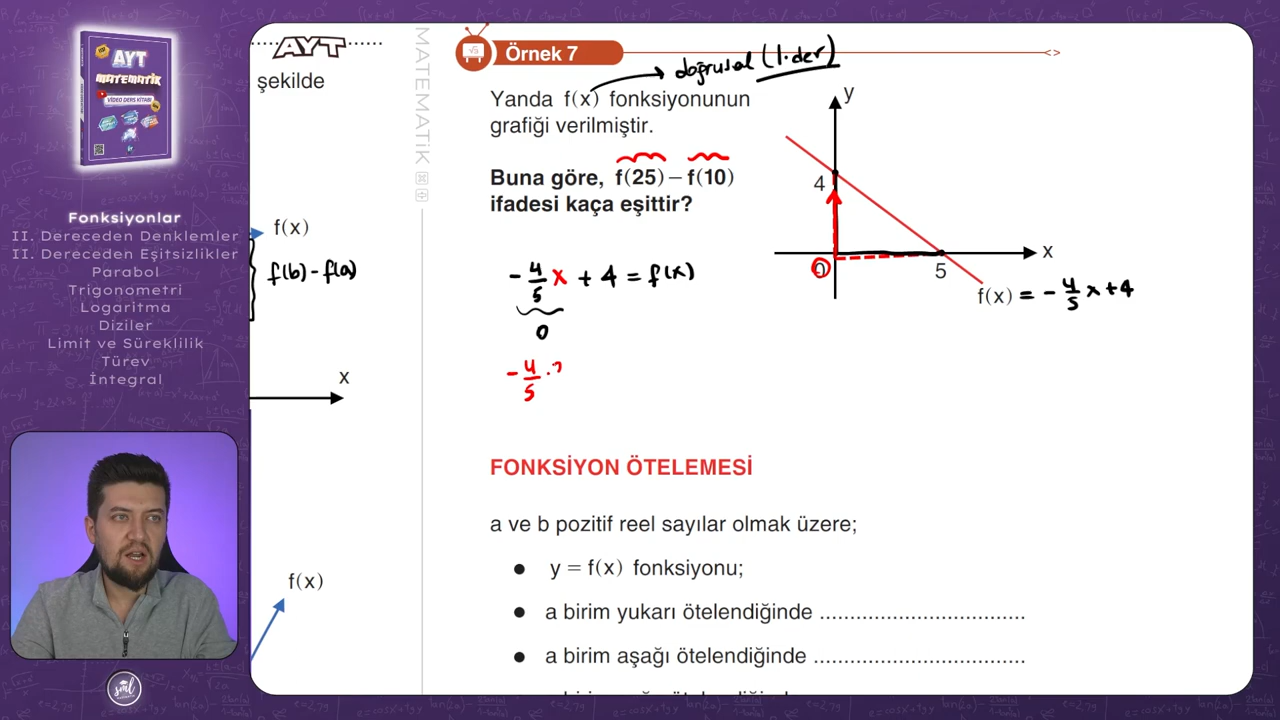 AYT
MATEMATİK
VİDEO DERS KİTABI
Fonksiyonlar
II. Dereceden Denklemler
II. Dereceden Eşitsizlikler
Parabol
Trigonometri
Logaritma
Diziler
Limit ve Süreklilik
Türev
İntegral
sml
AYT
şekilde
f(x)
f(b) - f(a)
x
f(x)
MATEMATİK
Örnek 7
doğrusal (lider)
Yanda f(x) fonksiyonunun
grafiği verilmiştir.
Buna göre, f(25) – f(10)
ifadesi kaça eşittir?
y
4
0
5
x
f(x) = - 4/5 x + 4
- 4/5 x + 4 = f(x)
0
- 4/5 .
FONKSİYON ÖTELEMESİ
a ve b pozitif reel sayılar olmak üzere;
● y = f(x) fonksiyonu;
● a birim yukarı ötelendiğinde ...................................
● a birim aşağı ötelendiğinde ....................................